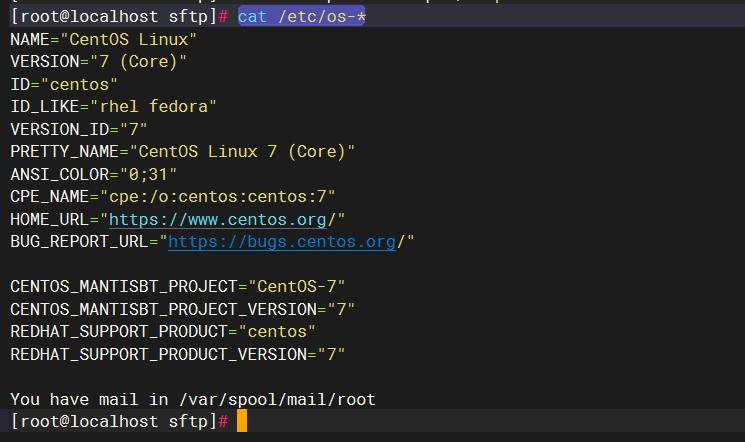 [root@localhost sftp]# cat /etc/os-*
NAME="CentOS Linux"
VERSION="7 (Core)"
ID="centos"
ID_LIKE="rhel fedora"
VERSION_ID="7"
PRETTY_NAME="CentOS Linux 7 (Core)"
ANSI_COLOR="0;31"
CPE_NAME="cpe:/o:centos:centos:7"
HOME_URL="https://www.centos.org/"
BUG_REPORT_URL="https://bugs.centos.org/"
CENTOS_MANTISBT_PROJECT="CentOS-7"
CENTOS_MANTISBT_PROJECT_VERSION="7"
REDHAT_SUPPORT_PRODUCT="centos"
REDHAT_SUPPORT_PRODUCT_VERSION="7"
You have mail in /var/spool/mail/root
[root@localhost sftp]#